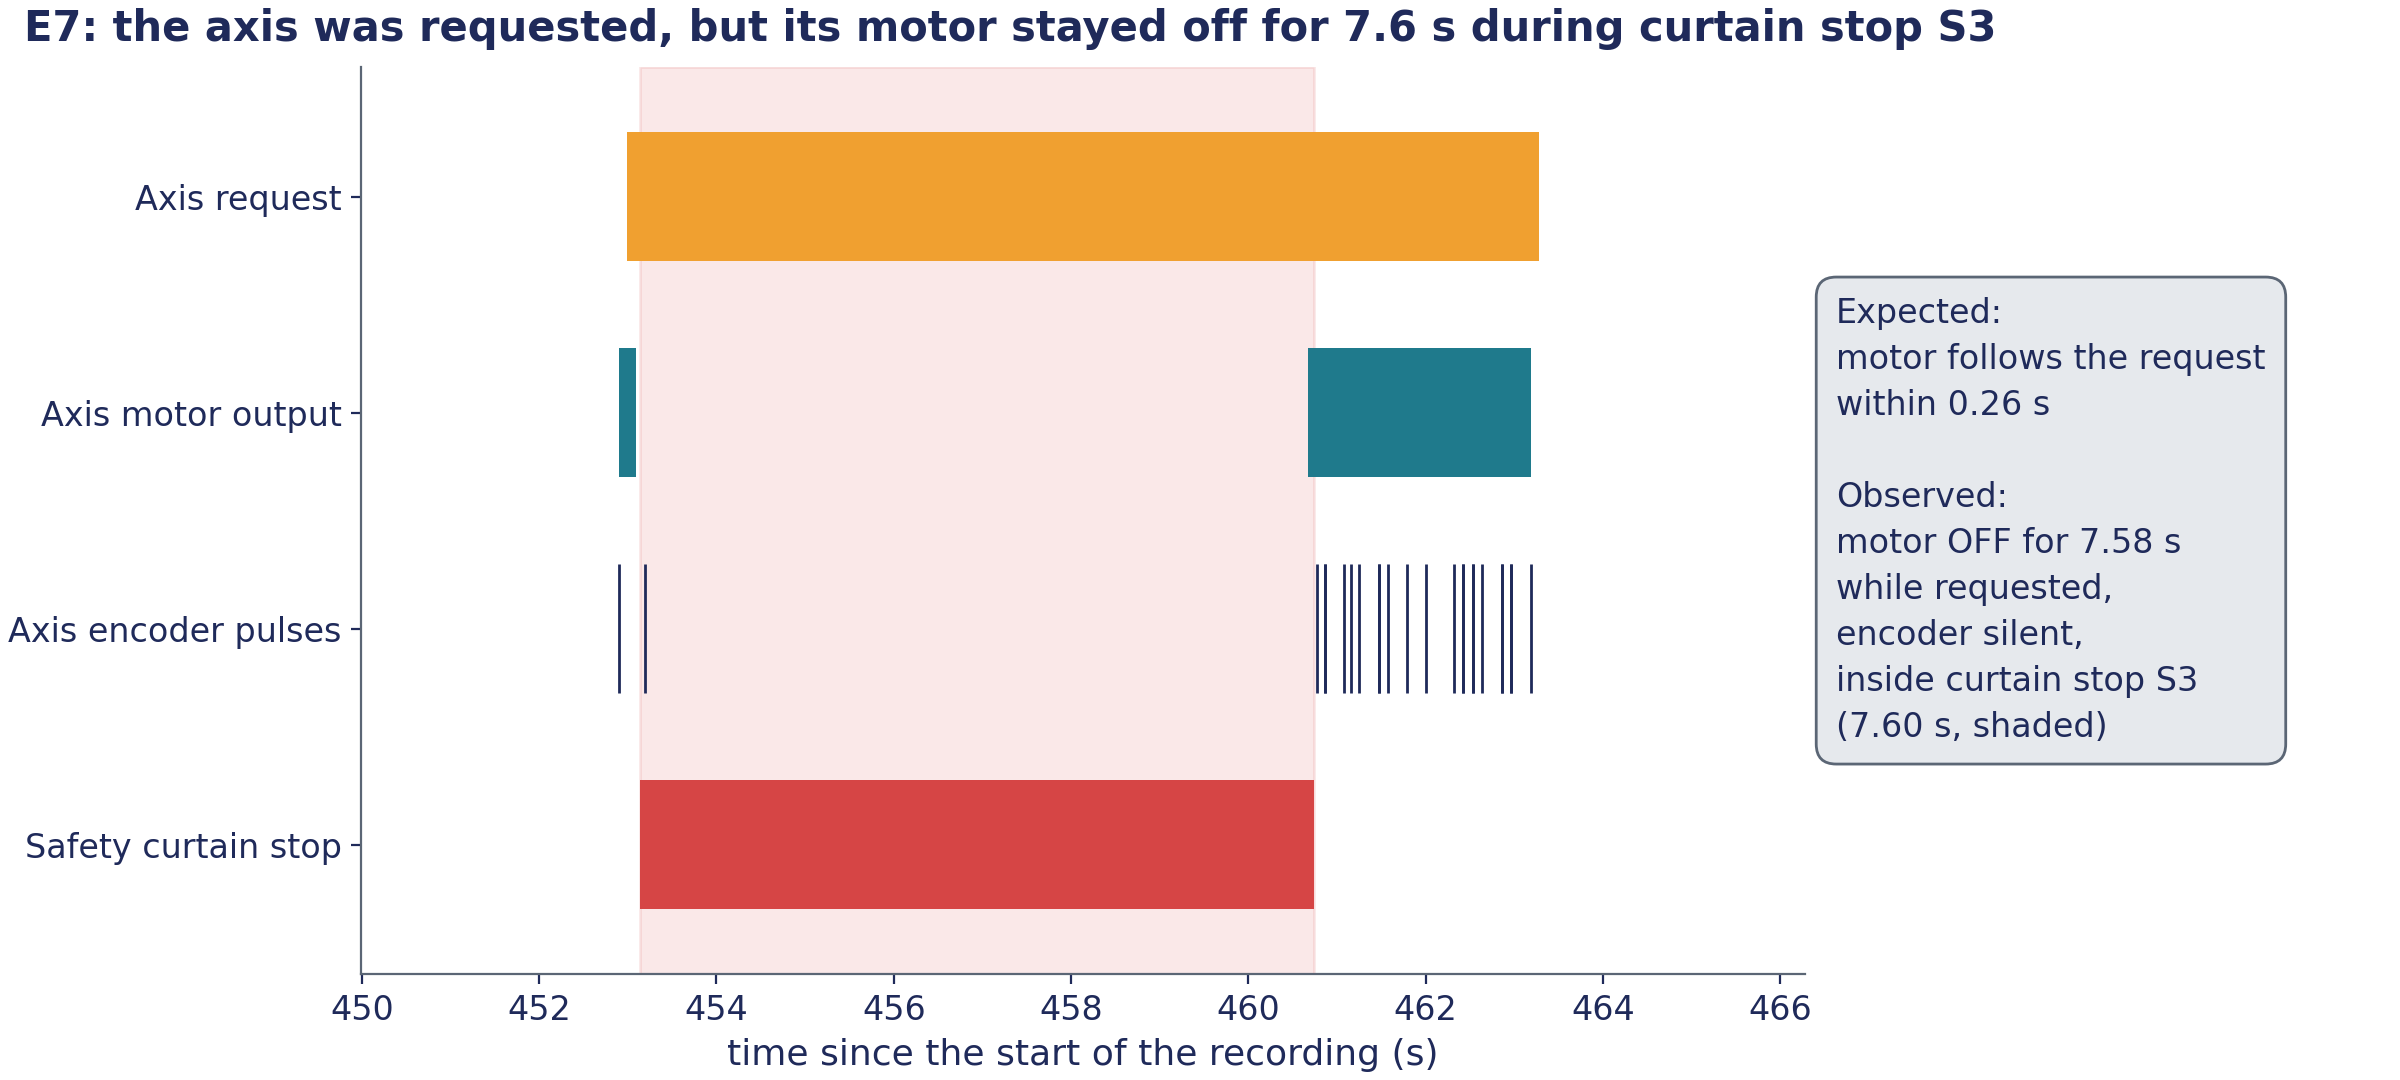 E7: the axis was requested, but its motor stayed off for 7.6 s during curtain stop S3
Axis request
Axis motor output
Axis encoder pulses
Safety curtain stop
450 452 454 456 458 460 462 464 466
time since the start of the recording (s)
Expected:
motor follows the request
within 0.26 s
Observed:
motor OFF for 7.58 s
while requested,
encoder silent,
inside curtain stop S3
(7.60 s, shaded)